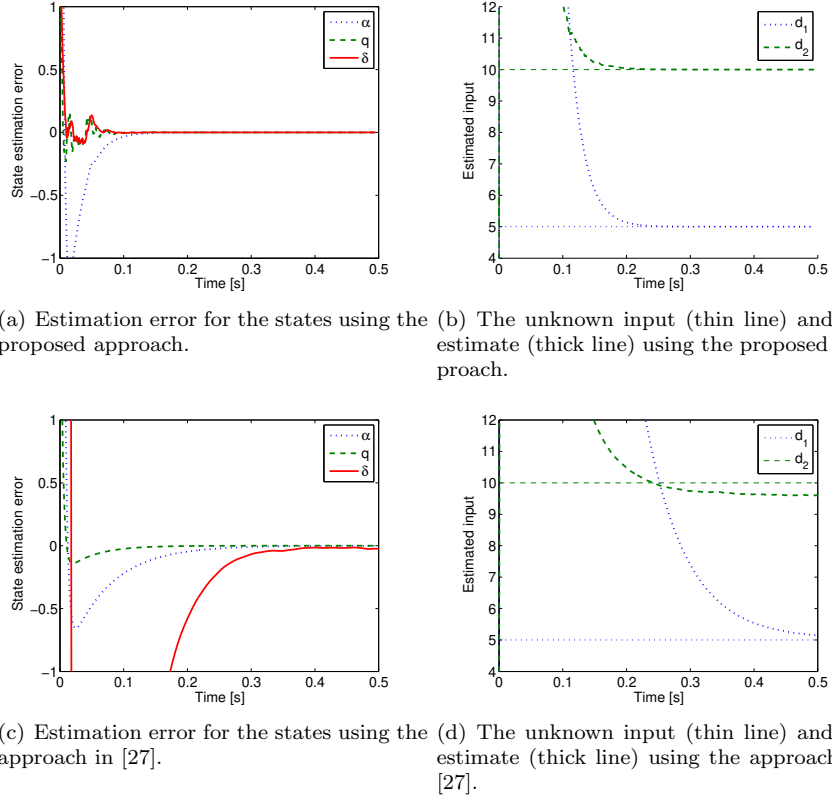 1
0.5
0
−0.5
−1
0 0.1 0.2 0.3 0.4 0.5
State estimation error
Time [s]
α
q
δ
12
11
10
9
8
7
6
5
4
0 0.1 0.2 0.3 0.4 0.5
Estimated input
Time [s]
d1
d2
(a) Estimation error for the states using the
proposed approach.
(b) The unknown input (thin line) and
estimate (thick line) using the proposed
proach.
1
0.5
0
−0.5
−1
0 0.1 0.2 0.3 0.4 0.5
State estimation error
Time [s]
α
q
δ
12
11
10
9
8
7
6
5
4
0 0.1 0.2 0.3 0.4 0.5
Estimated input
Time [s]
d1
d2
(c) Estimation error for the states using the
approach in [27].
(d) The unknown input (thin line) and
estimate (thick line) using the approach
[27].